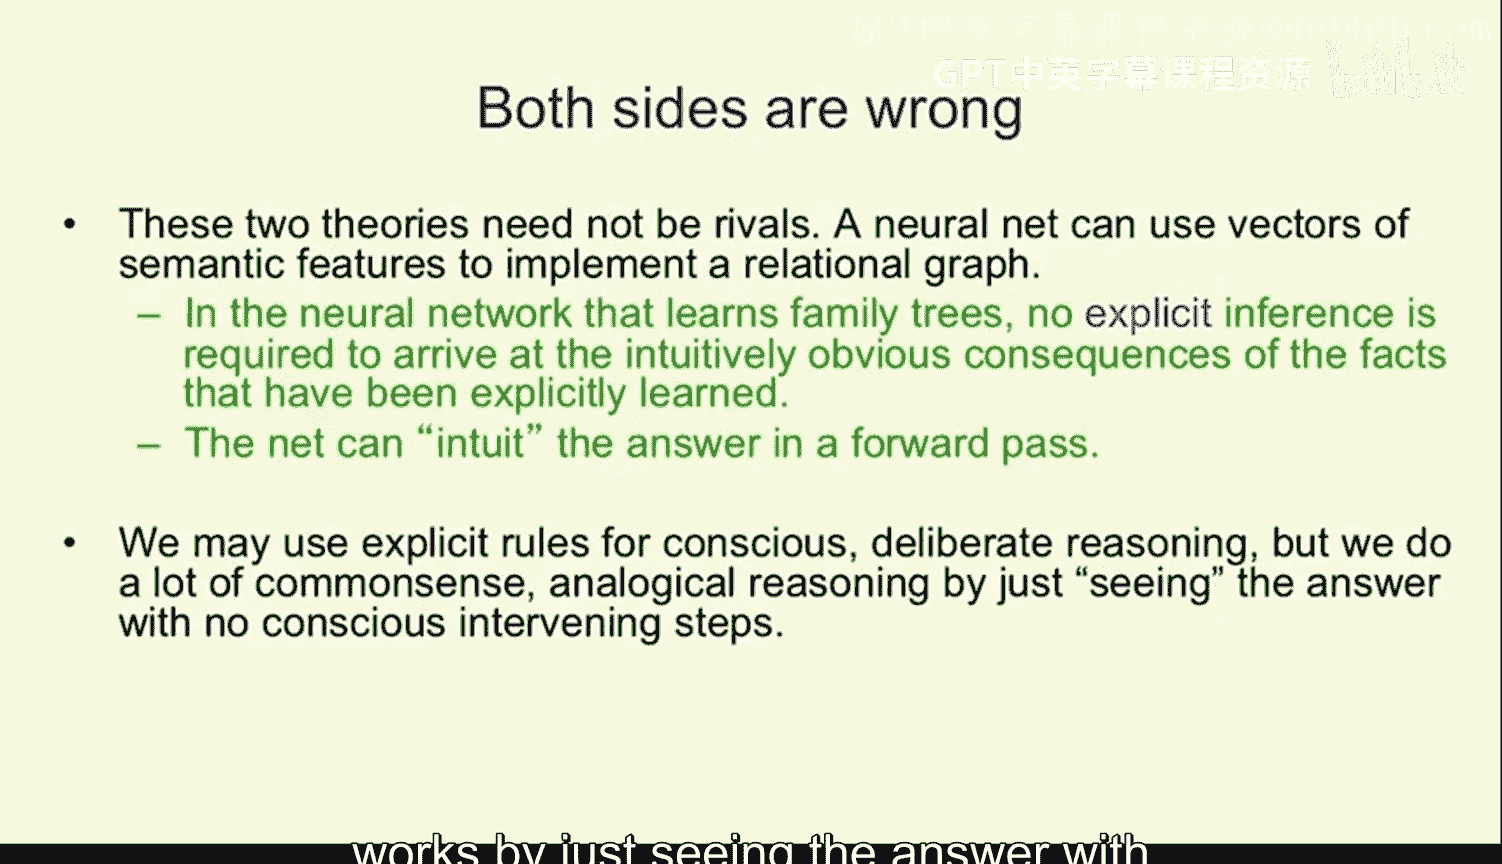 GPT中英字幕课程资源
Both sides are wrong
• These two theories need not be rivals. A neural net can use vectors of
semantic features to implement a relational graph.
– In the neural network that learns family trees, no explicit inference is
required to arrive at the intuitively obvious consequences of the facts
that have been explicitly learned.
– The net can “intuit” the answer in a forward pass.
• We may use explicit rules for conscious, deliberate reasoning, but we do
a lot of commonsense, analogical reasoning by just “seeing” the answer
with no conscious intervening steps.
works by just seeing the answer with